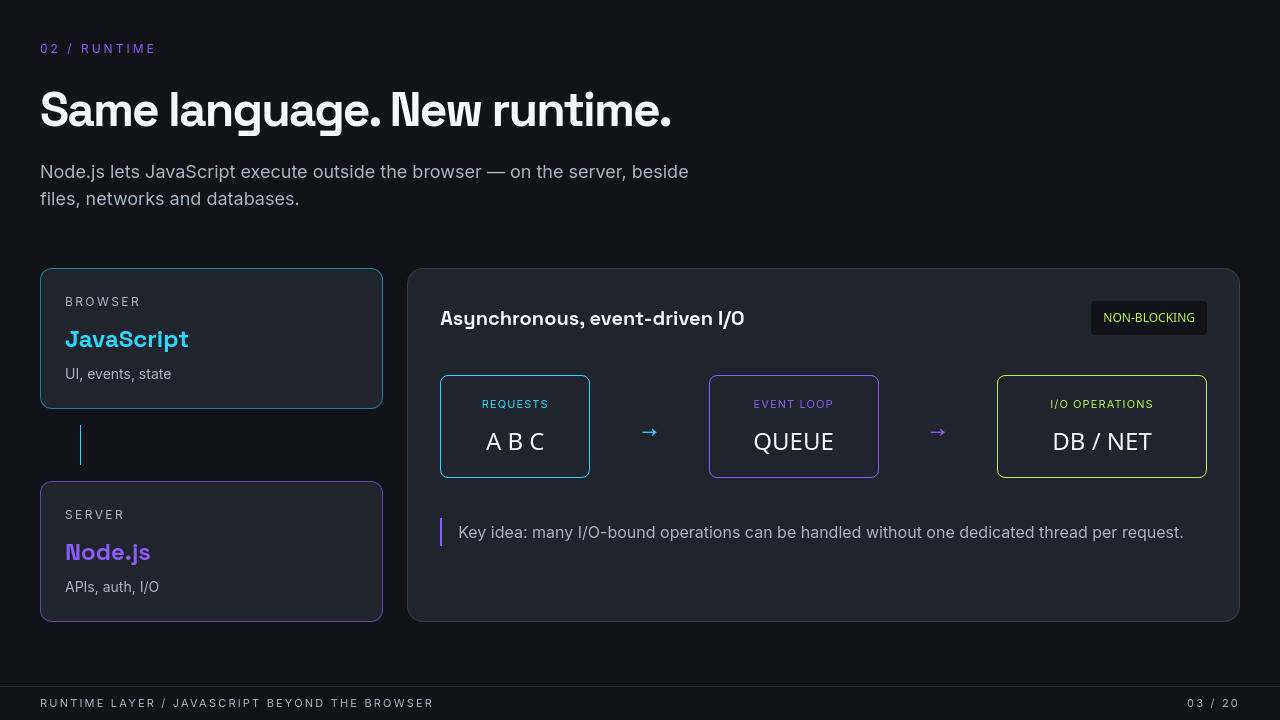 02 / RUNTIME
Same language. New runtime.
Node.js lets JavaScript execute outside the browser — on the server, beside
files, networks and databases.
BROWSER
JavaScript
UI, events, state
SERVER
Node.js
APIs, auth, I/O
Asynchronous, event-driven I/O
NON-BLOCKING
REQUESTS
A B C
→
EVENT LOOP
QUEUE
→
I/O OPERATIONS
DB / NET
Key idea: many I/O-bound operations can be handled without one dedicated thread per request.
RUNTIME LAYER / JAVASCRIPT BEYOND THE BROWSER
03 / 20